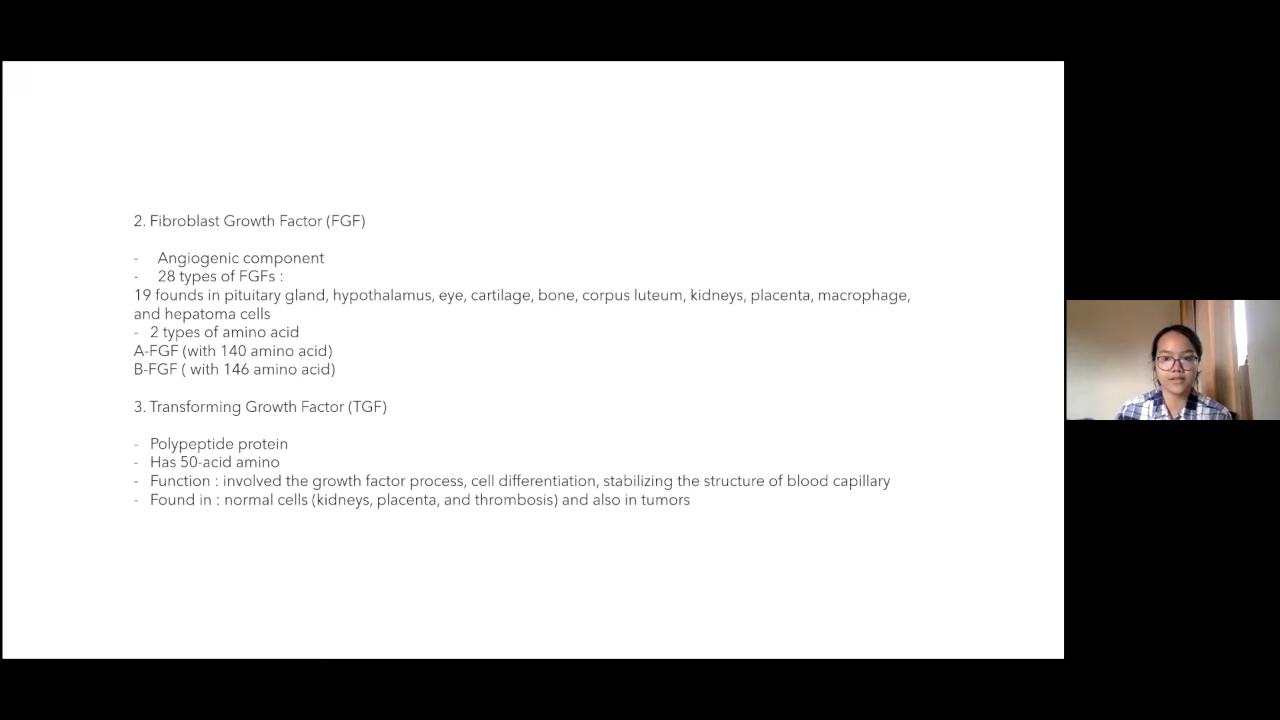 2. Fibroblast Growth Factor (FGF)
- Angiogenic component
- 28 types of FGFs :
19 founds in pituitary gland, hypothalamus, eye, cartilage, bone, corpus luteum, kidneys, placenta, macrophage,
and hepatoma cells
- 2 types of amino acid
A-FGF (with 140 amino acid)
B-FGF ( with 146 amino acid)
3. Transforming Growth Factor (TGF)
- Polypeptide protein
- Has 50-acid amino
- Function : involved the growth factor process, cell differentiation, stabilizing the structure of blood capillary
- Found in : normal cells (kidneys, placenta, and thrombosis) and also in tumors